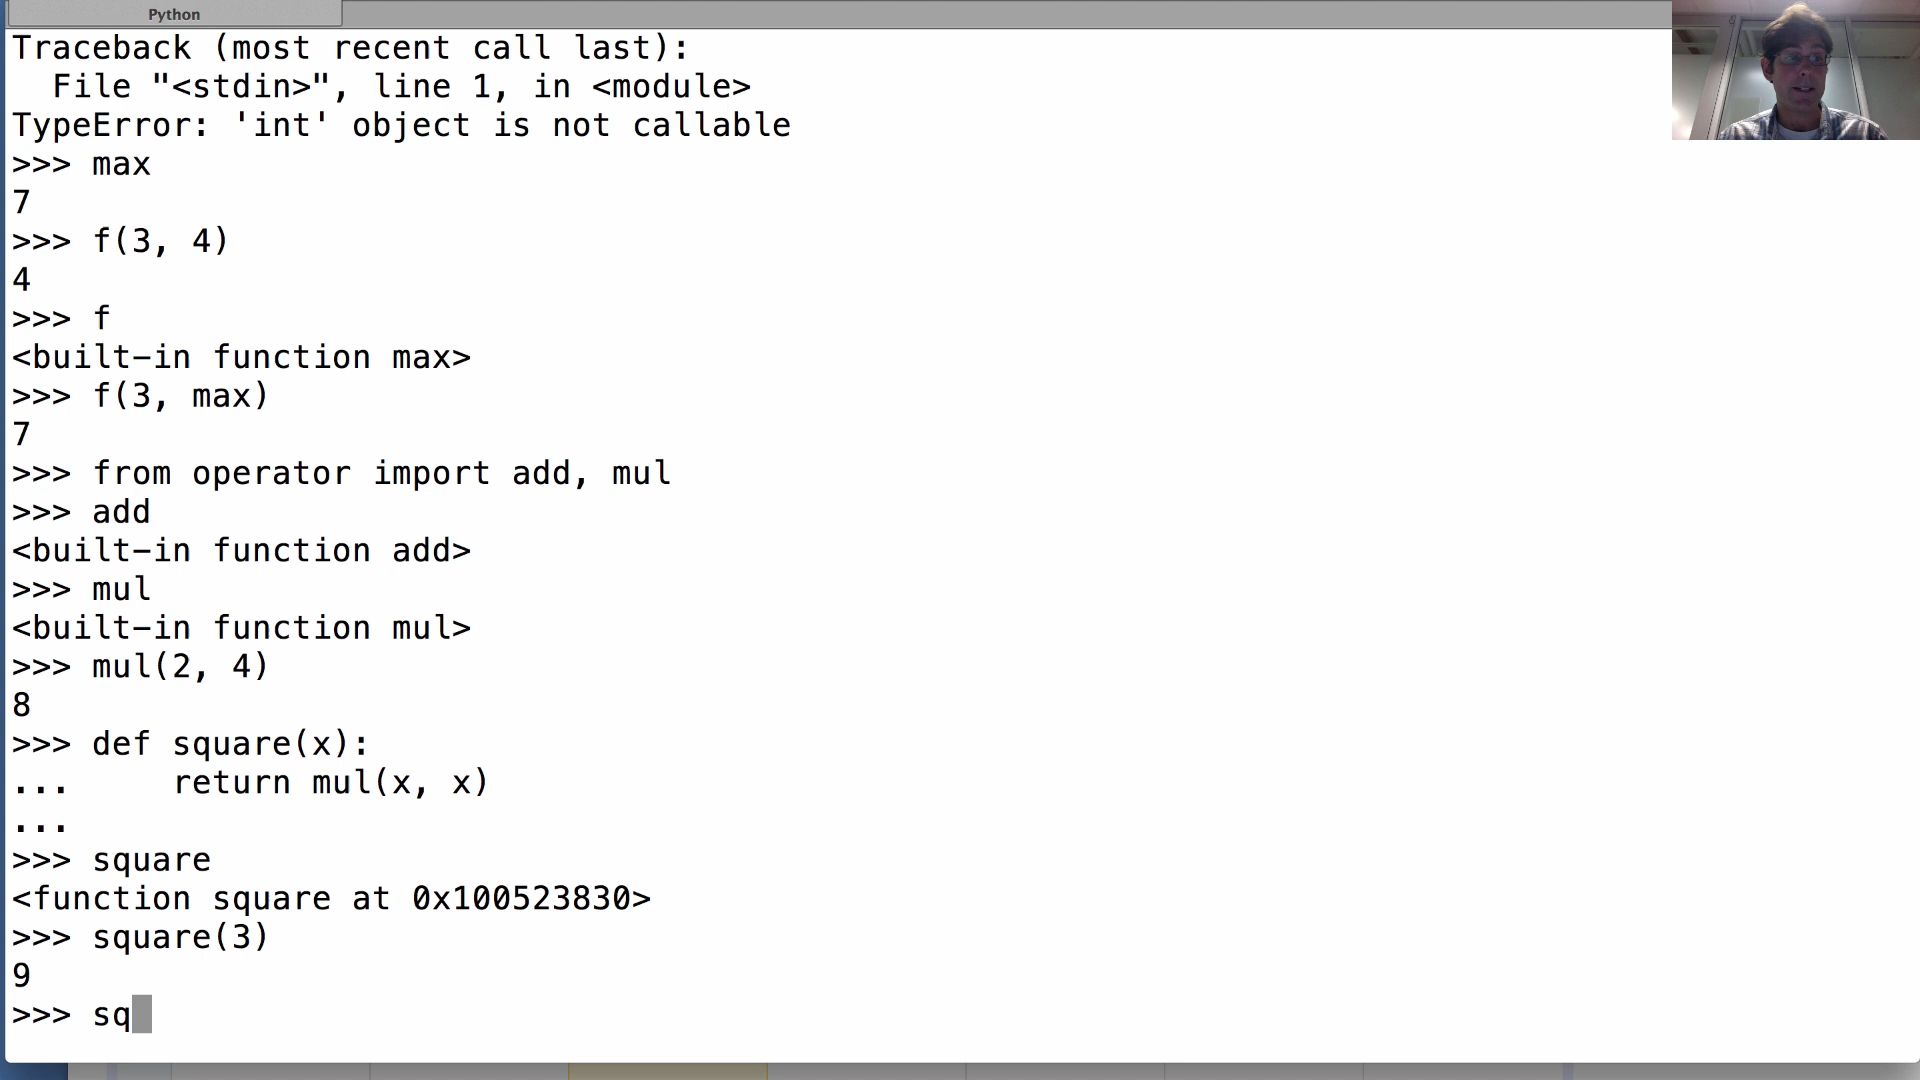 Python
Traceback (most recent call last):
  File "<stdin>", line 1, in <module>
TypeError: 'int' object is not callable
>>> max
7
>>> f(3, 4)
4
>>> f
<built-in function max>
>>> f(3, max)
7
>>> from operator import add, mul
>>> add
<built-in function add>
>>> mul
<built-in function mul>
>>> mul(2, 4)
8
>>> def square(x):
...     return mul(x, x)
...
>>> square
<function square at 0x100523830>
>>> square(3)
9
>>> sq